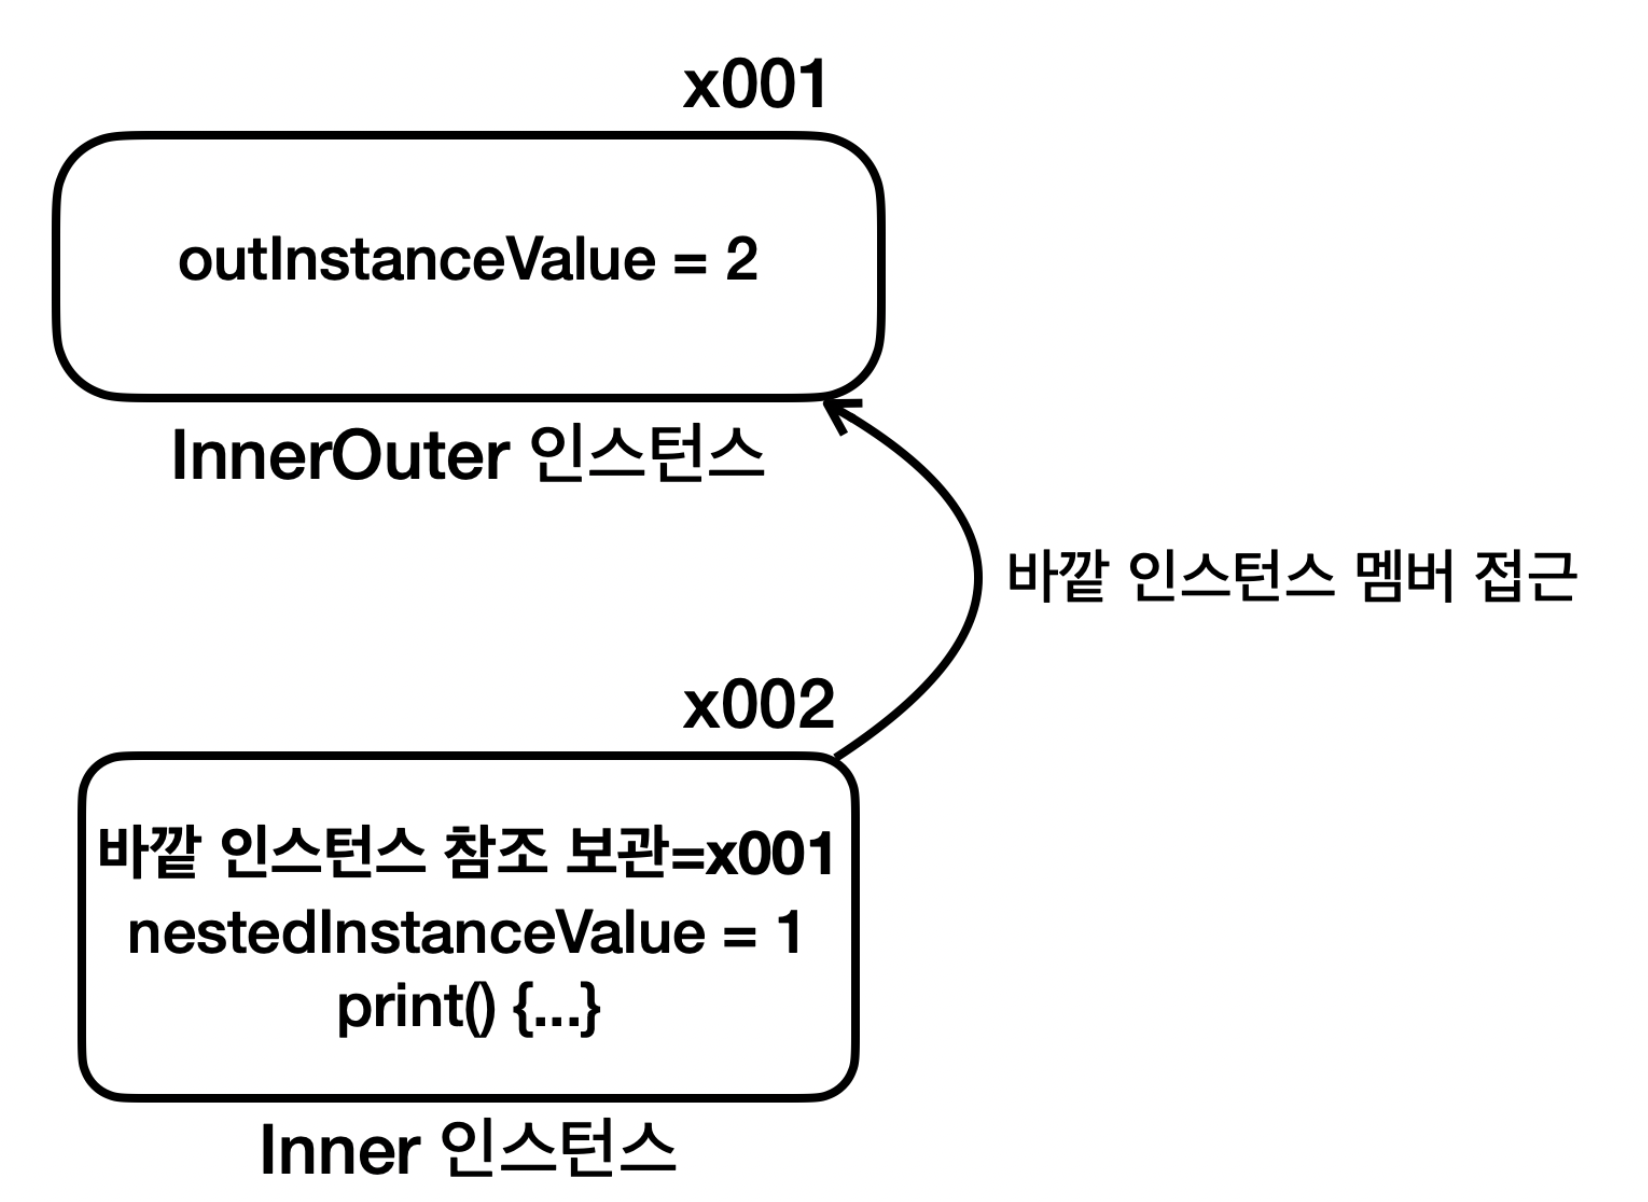 x001
outInstanceValue = 2
InnerOuter 인스턴스
바깥 인스턴스 멤버 접근
x002
바깥 인스턴스 참조 보관=x001
nestedInstanceValue = 1
print() {...}
Inner 인스턴스